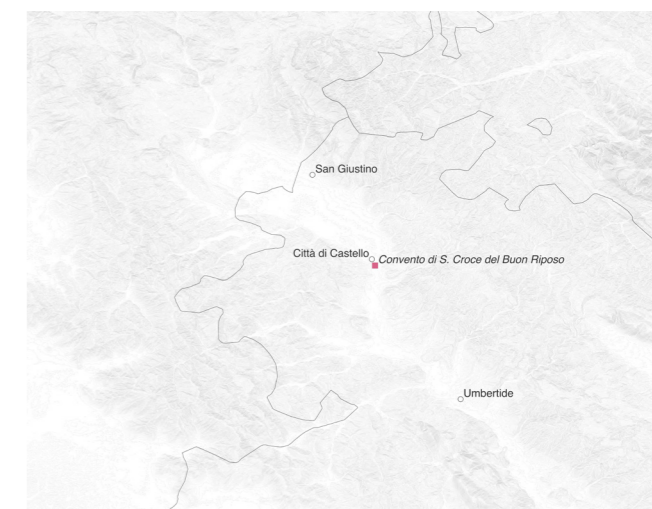 San Giustino
Città di Castello
Convento di S. Croce del Buon Riposo
Umbertide